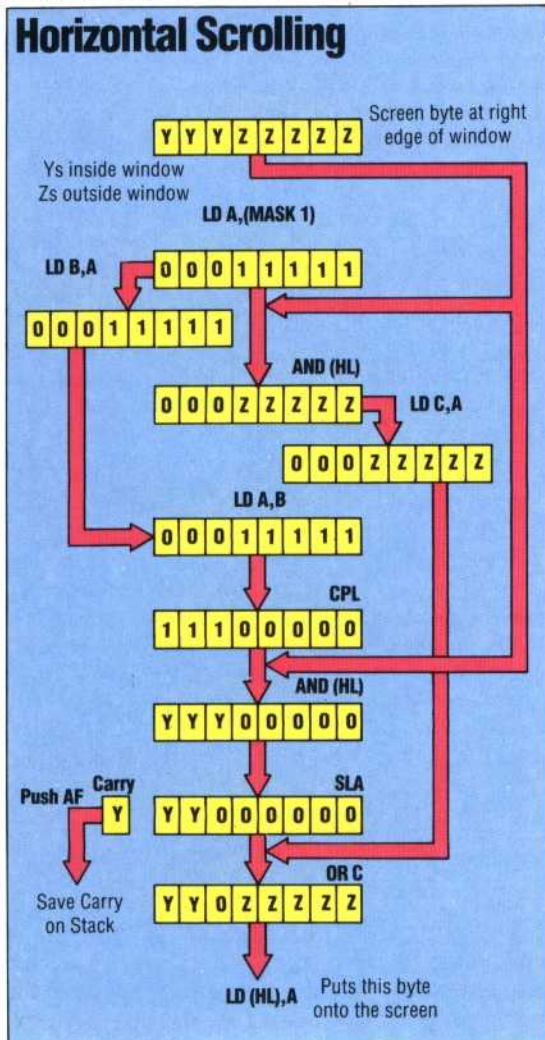 Horizontal Scrolling
Y Y Y Z Z Z Z Z
Screen byte at right
edge of window
Ys inside window
Zs outside window
LD A,(MASK 1)
LD B,A
0 0 0 1 1 1 1 1
0 0 0 1 1 1 1 1
AND (HL)
0 0 0 Z Z Z Z Z
LD C,A
0 0 0 Z Z Z Z Z
LD A,B
0 0 0 1 1 1 1 1
CPL
1 1 1 0 0 0 0 0
AND (HL)
Y Y Y 0 0 0 0 0
SLA
Push AF
Carry
Y
Y Y 0 0 0 0 0 0
Save Carry
on Stack
OR C
Y Y 0 Z Z Z Z Z
LD (HL),A
Puts this byte
onto the screen